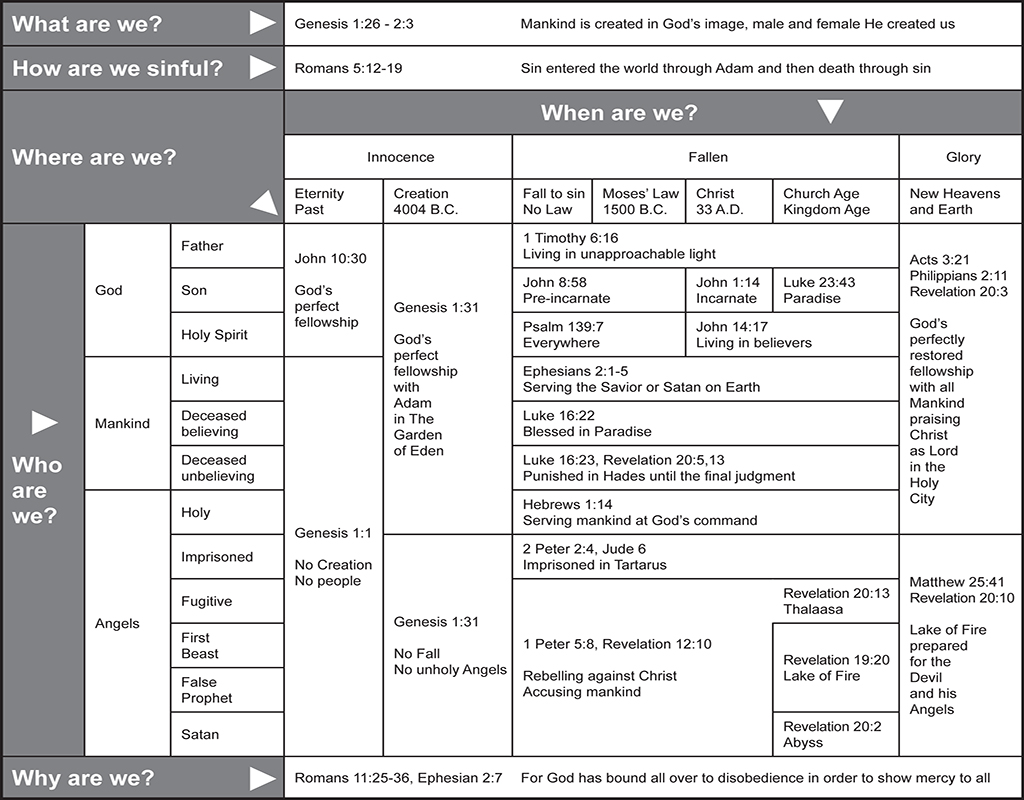 What are we?
Genesis 1:26 - 2:3
Mankind is created in God's image, male and female He created us
How are we sinful?
Romans 5:12-19
Sin entered the world through Adam and then death through sin
When are we?
Where are we?
Innocence
Fallen
Glory
Eternity
Past
Creation
4004 B.C.
Fall to sin
No Law
Moses' Law
1500 B.C.
Christ
33 A.D.
Church Age
Kingdom Age
New Heavens
and Earth
Who
are
we?
God
Father
Son
Holy Spirit
Mankind
Living
Deceased
believing
Deceased
unbelieving
Angels
Holy
Imprisoned
Fugitive
First
Beast
False
Prophet
Satan
John 10:30
God's
perfect
fellowship
Genesis 1:1
No Creation
No people
Genesis 1:31
God's
perfect
fellowship
with
Adam
in The
Garden
of Eden
Genesis 1:31
No Fall
No unholy Angels
1 Timothy 6:16
Living in unapproachable light
John 8:58
Pre-incarnate
John 1:14
Incarnate
Luke 23:43
Paradise
Psalm 139:7
Everywhere
John 14:17
Living in believers
Ephesians 2:1-5
Serving the Savior or Satan on Earth
Luke 16:22
Blessed in Paradise
Luke 16:23, Revelation 20:5,13
Punished in Hades until the final judgment
Hebrews 1:14
Serving mankind at God's command
2 Peter 2:4, Jude 6
Imprisoned in Tartarus
1 Peter 5:8, Revelation 12:10
Rebelling against Christ
Accusing mankind
Revelation 20:13
Thalaasa
Revelation 19:20
Lake of Fire
Revelation 20:2
Abyss
Acts 3:21
Philippians 2:11
Revelation 20:3
God's
perfectly
restored
fellowship
with all
Mankind
praising
Christ
as Lord
in the
Holy
City
Matthew 25:41
Revelation 20:10
Lake of Fire
prepared
for the
Devil
and his
Angels
Why are we?
Romans 11:25-36, Ephesian 2:7
For God has bound all over to disobedience in order to show mercy to all